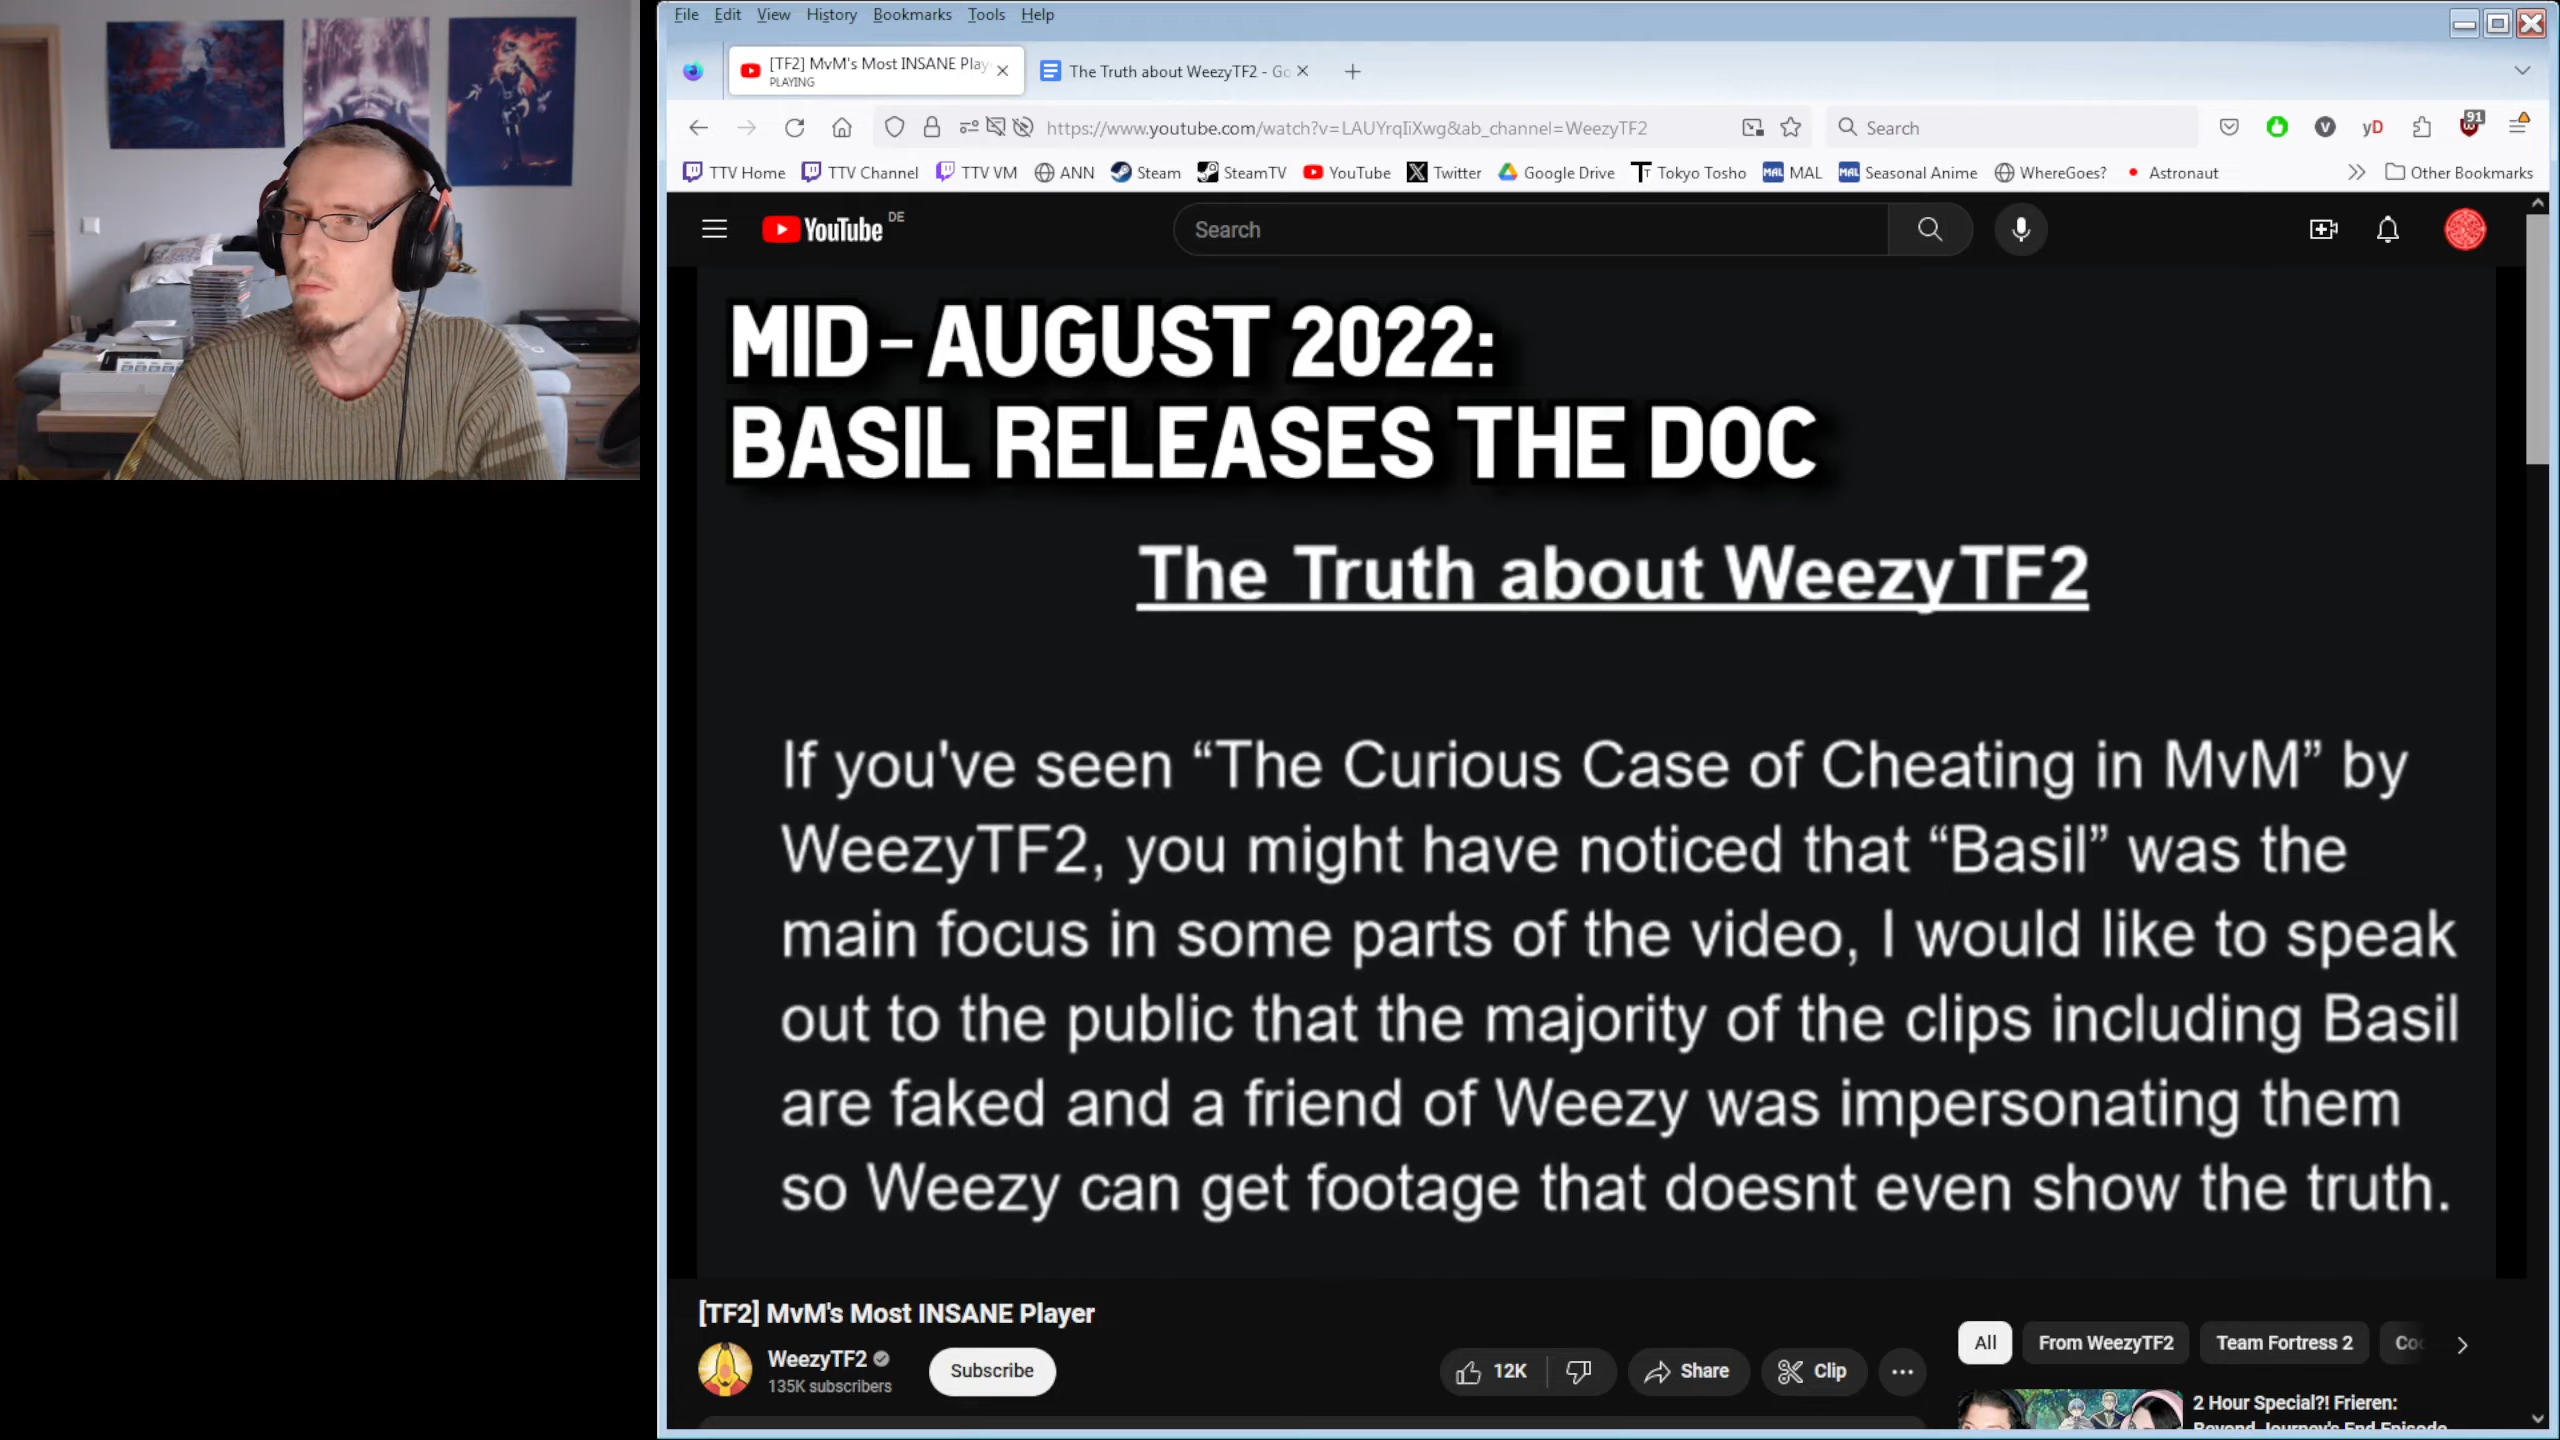 File Edit View History Bookmarks Tools Help
[TF2] MvM's Most INSANE Play
PLAYING
The Truth about WeezyTF2 - Go
https://www.youtube.com/watch?v=LAUYrqIiXwg&ab_channel=WeezyTF2
Search
V
yD
91
TTV Home TTV Channel TTV VM ANN Steam SteamTV YouTube Twitter Google Drive Tokyo Tosho MAL Seasonal Anime WhereGoes? Astronaut Other Bookmarks
YouTube DE
Search
MID-AUGUST 2022:
BASIL RELEASES THE DOC
The Truth about WeezyTF2
If you've seen “The Curious Case of Cheating in MvM” by
WeezyTF2, you might have noticed that “Basil” was the
main focus in some parts of the video, I would like to speak
out to the public that the majority of the clips including Basil
are faked and a friend of Weezy was impersonating them
so Weezy can get footage that doesnt even show the truth.
[TF2] MvM's Most INSANE Player
WeezyTF2
135K subscribers
Subscribe
12K
Share
Clip
All From WeezyTF2 Team Fortress 2
2 Hour Special?! Frieren:
Beyond Journey's End Episode